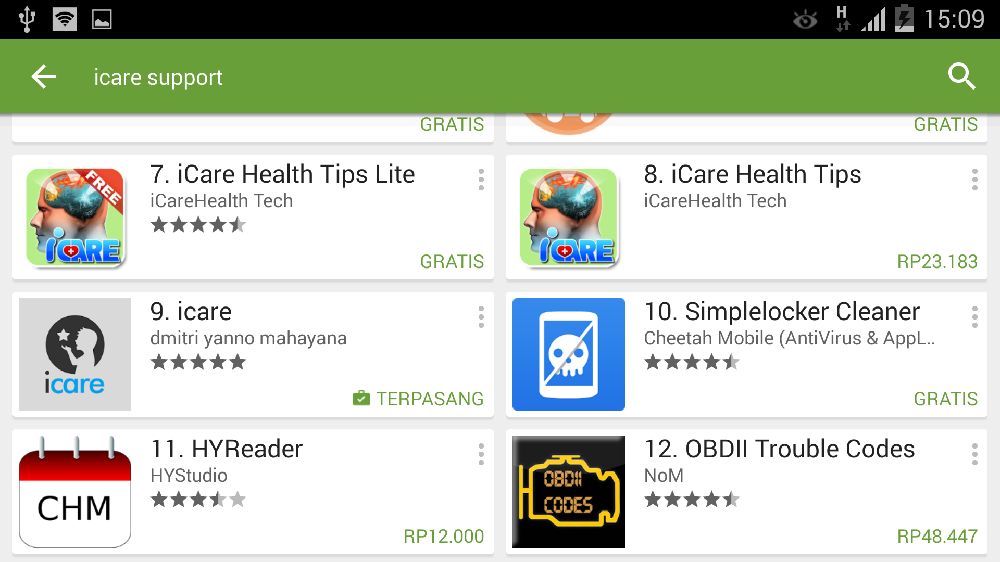 H
15:09
icare support
GRATIS
GRATIS
7. iCare Health Tips Lite
iCareHealth Tech
GRATIS
FREE
iCARE
8. iCare Health Tips
iCareHealth Tech
RP23.183
iCARE
9. icare
dmitri yanno mahayana
TERPASANG
icare
10. Simplelocker Cleaner
Cheetah Mobile (AntiVirus & AppL..
GRATIS
11. HYReader
HYStudio
RP12.000
CHM
12. OBDII Trouble Codes
NoM
RP48.447
OBDII
CODES